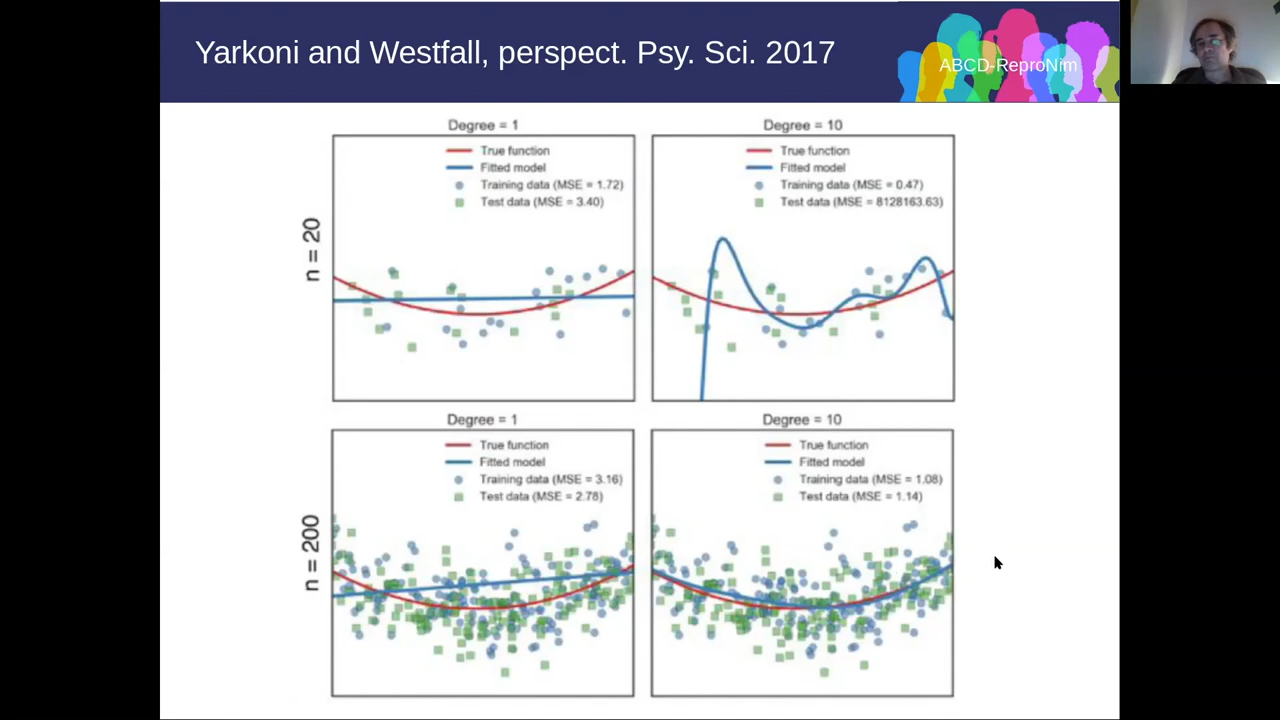 Yarkoni and Westfall, perspect. Psy. Sci. 2017
ABCD-ReproNim
Degree = 1
True function
Fitted model
Training data (MSE = 1.72)
Test data (MSE = 3.40)
Degree = 10
True function
Fitted model
Training data (MSE = 0.47)
Test data (MSE = 8128163.63)
n = 20
Degree = 1
True function
Fitted model
Training data (MSE = 3.16)
Test data (MSE = 2.78)
Degree = 10
True function
Fitted model
Training data (MSE = 1.08)
Test data (MSE = 1.14)
n = 200